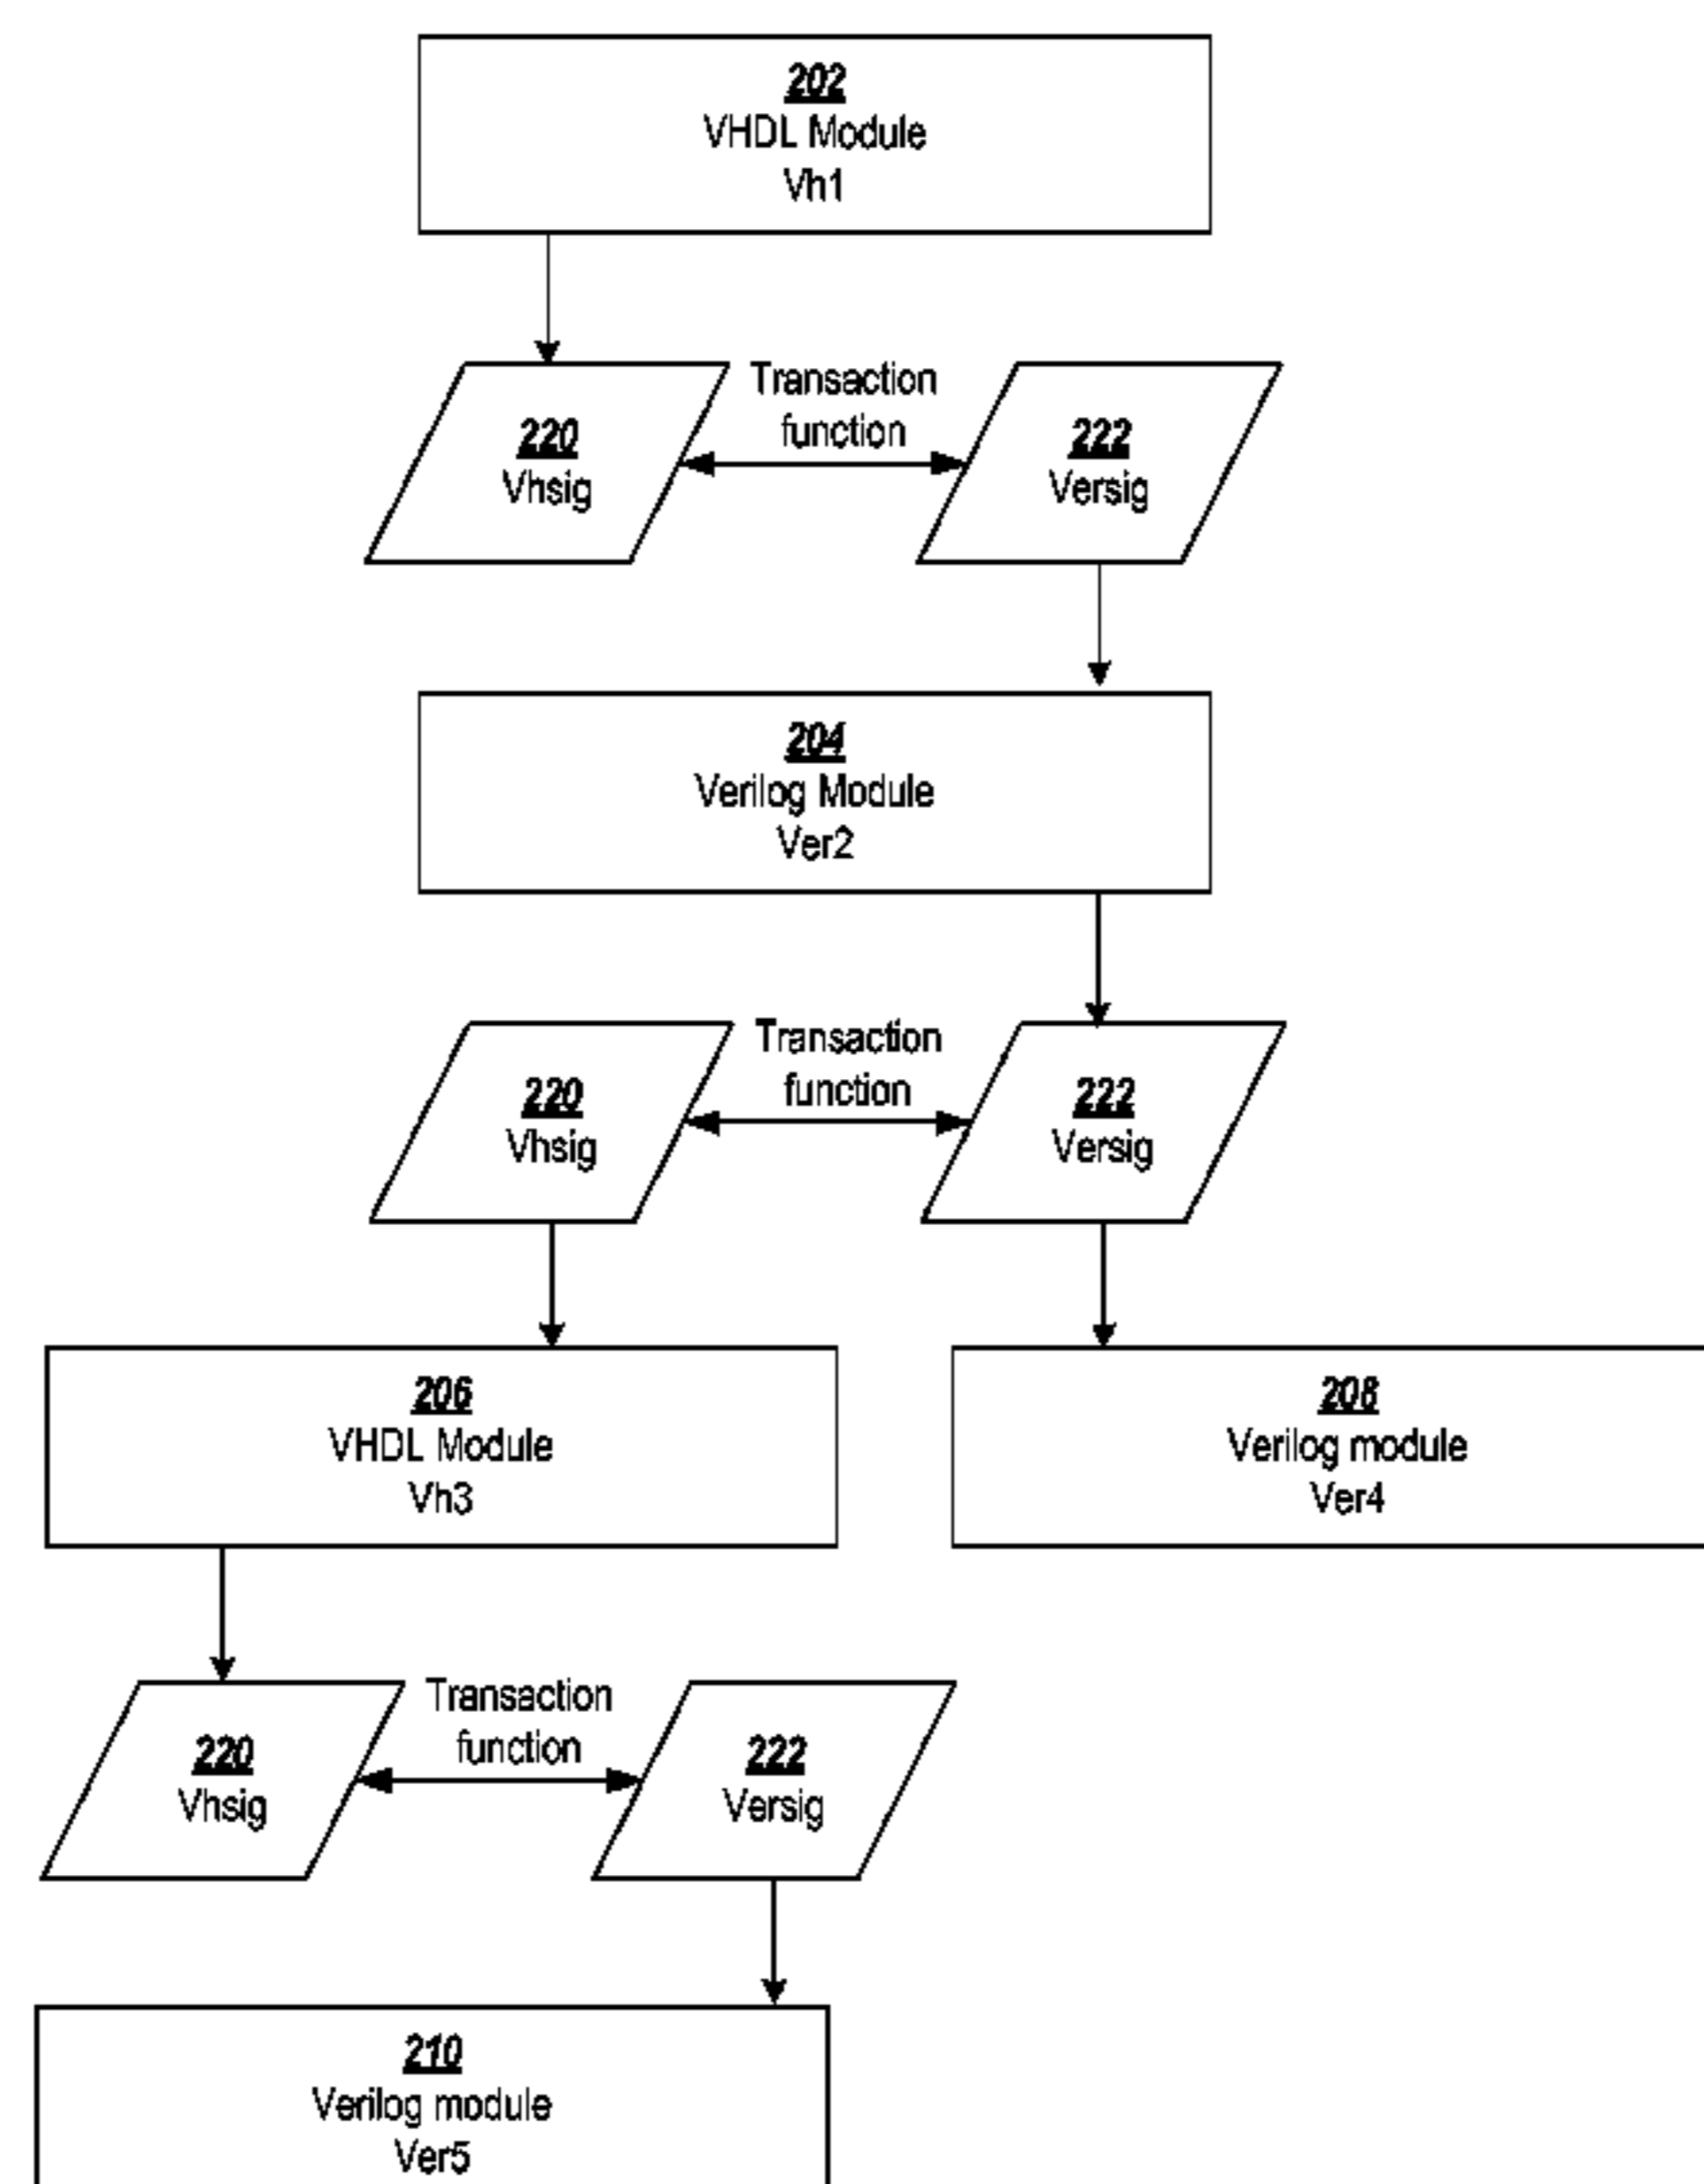 202
VHDL Module
Vh1
Transaction
function
220
Vhsig
222
Versig
204
Verilog Module
Ver2
Transaction
function
220
Vhsig
222
Versig
206
VHDL Module
Vh3
208
Verilog module
Ver4
Transaction
function
220
Vhsig
222
Versig
210
Verilog module
Ver5